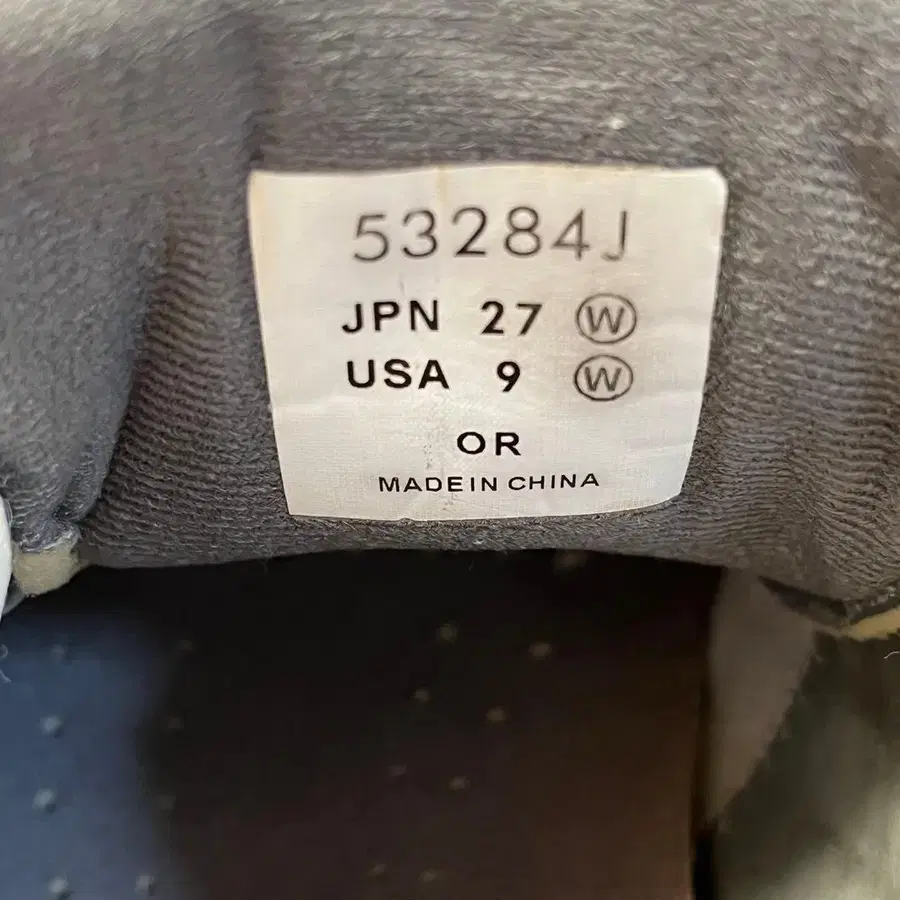 53284J
JPN 27 Ⓦ
USA 9 Ⓦ
OR
MADE IN CHINA